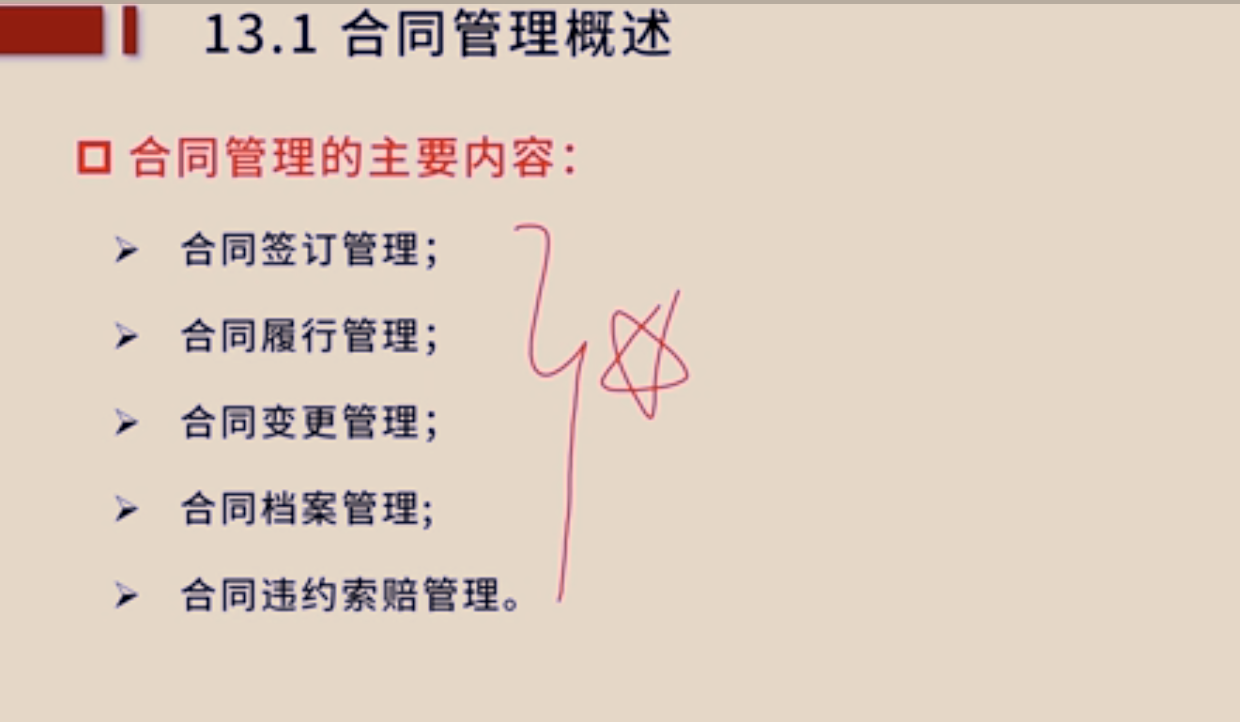 13.1 合同管理概述
合同管理的主要内容：
合同签订管理；
合同履行管理；
合同变更管理；
合同档案管理；
合同违约索赔管理。